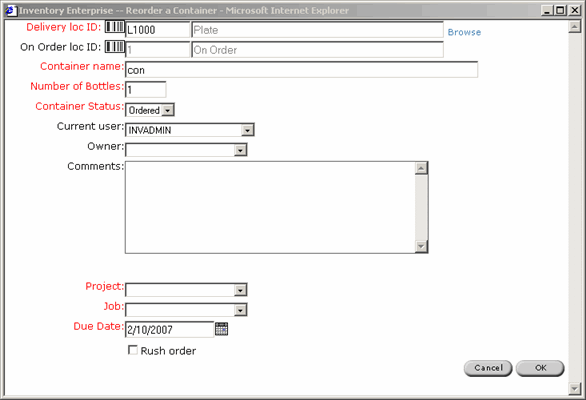 Inventory Enterprise -- Reorder a Container - Microsoft Internet Explorer
Delivery loc ID: L1000 Plate Browse
On Order loc ID: 1 On Order
Container name: con
Number of Bottles: 1
Container Status: Ordered
Current user: INVADMIN
Owner:
Comments:
Project:
Job:
Due Date: 2/10/2007
Rush order
Cancel OK